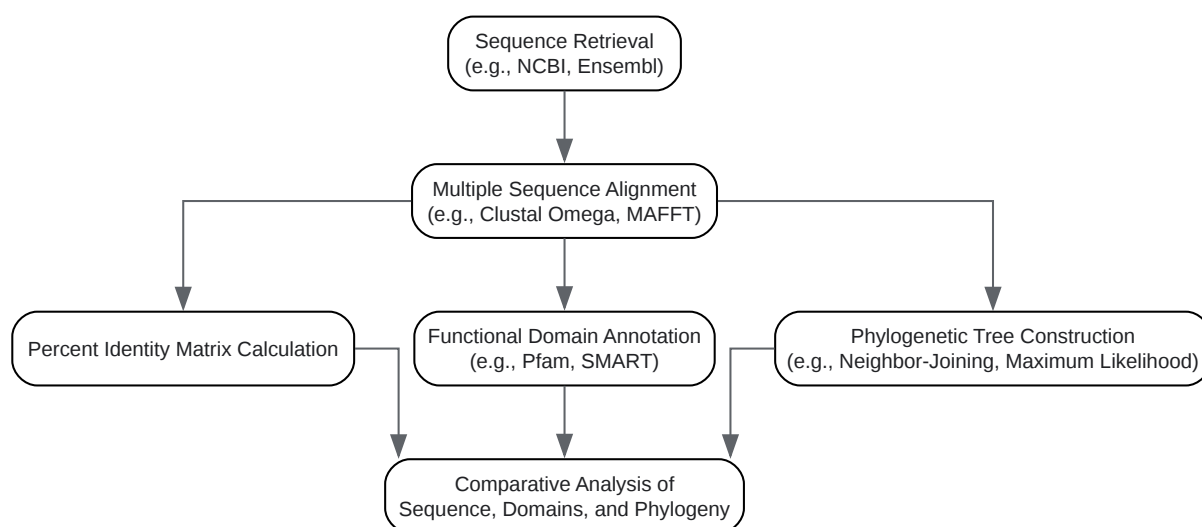 Sequence Retrieval
(e.g., NCBI, Ensembl)
Multiple Sequence Alignment
(e.g., Clustal Omega, MAFFT)
Percent Identity Matrix Calculation
Functional Domain Annotation
(e.g., Pfam, SMART)
Phylogenetic Tree Construction
(e.g., Neighbor-Joining, Maximum Likelihood)
Comparative Analysis of
Sequence, Domains, and Phylogeny